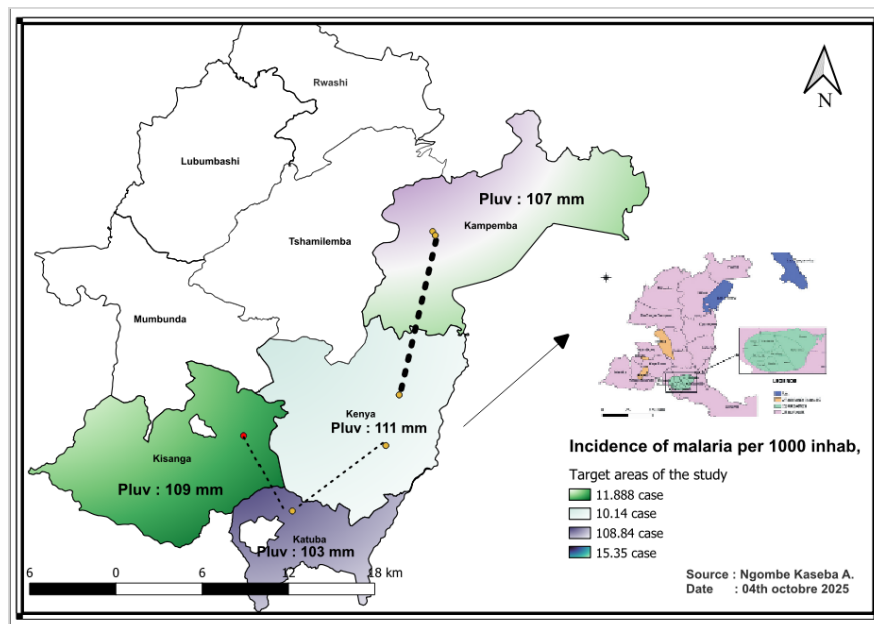 Rwashi
N
Lubumbashi
Pluv : 107 mm
Kampemba
Tshamilemba
Mumbunda
Kenya
Pluv : 111 mm
Kisanga
Pluv : 109 mm
Katuba
Pluv : 103 mm
6 0 6 12 18 km
Incidence of malaria per 1000 inhab,
Target areas of the study
11.888 case
10.14 case
108.84 case
15.35 case
Source : Ngombe Kaseba A.
Date : 04th octobre 2025